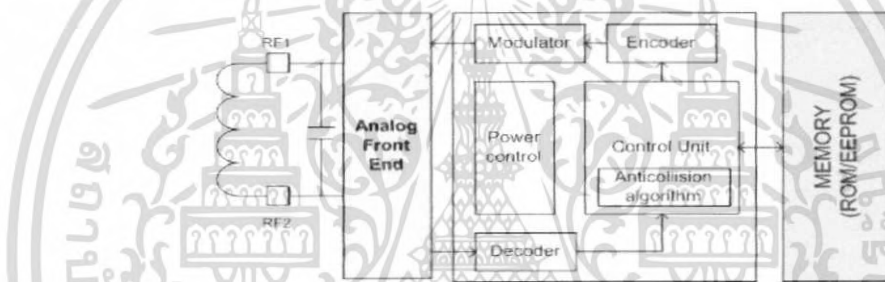 RF1
RF2
Analog
Front
End
Modulator
Encoder
Power
control
Control Unit
Anticollision
algorithm
Decoder
MEMORY
(ROM/EEPROM)